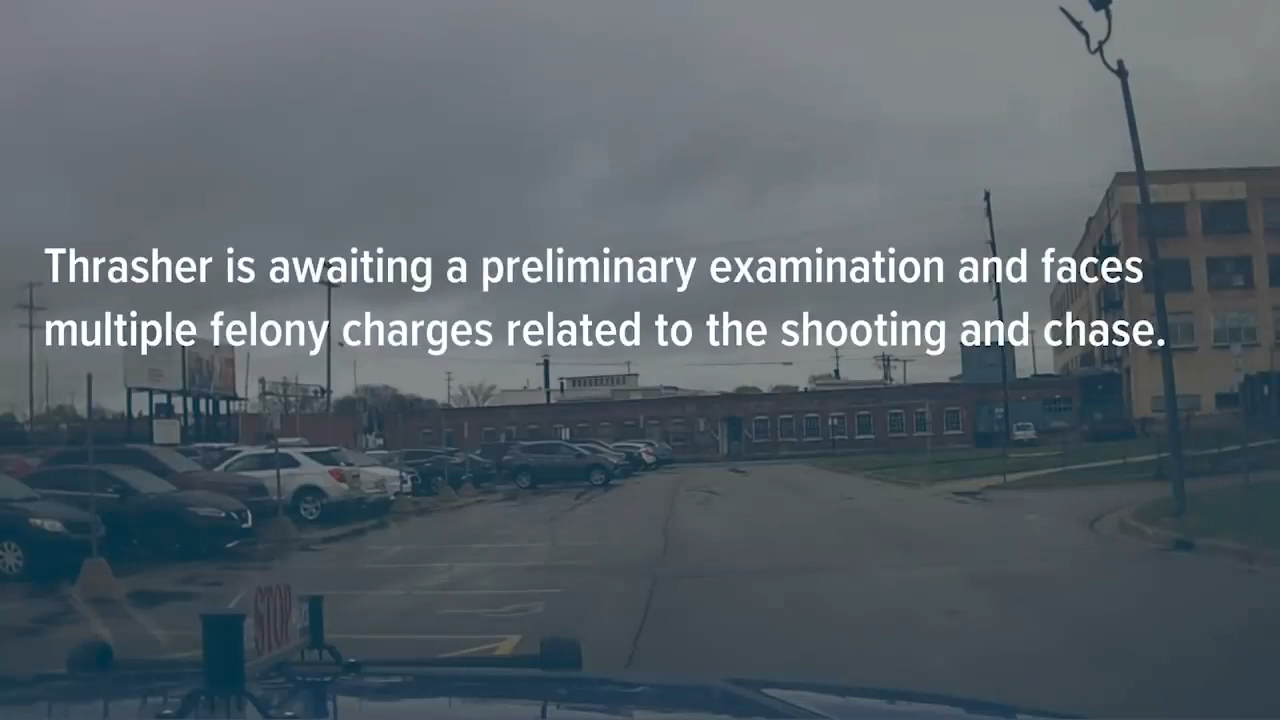 Thrasher is awaiting a preliminary examination and faces
multiple felony charges related to the shooting and chase.
STOP